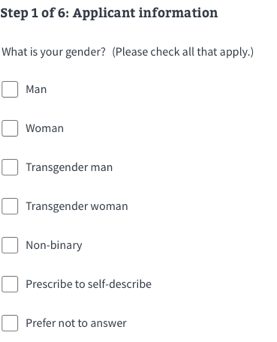 Step 1 of 6: Applicant information
What is your gender? (Please check all that apply.)
Man
Woman
Transgender man
Transgender woman
Non-binary
Prescribe to self-describe
Prefer not to answer